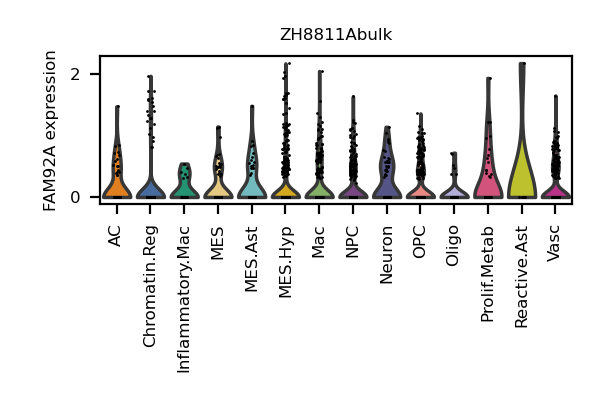 ZH8811Abulk
FAM92A expression
2
0
AC
Chromatin.Reg
Inflammatory.Mac
MES
MES.Ast
MES.Hyp
Mac
NPC
Neuron
OPC
Oligo
Prolif.Metab
Reactive.Ast
Vasc